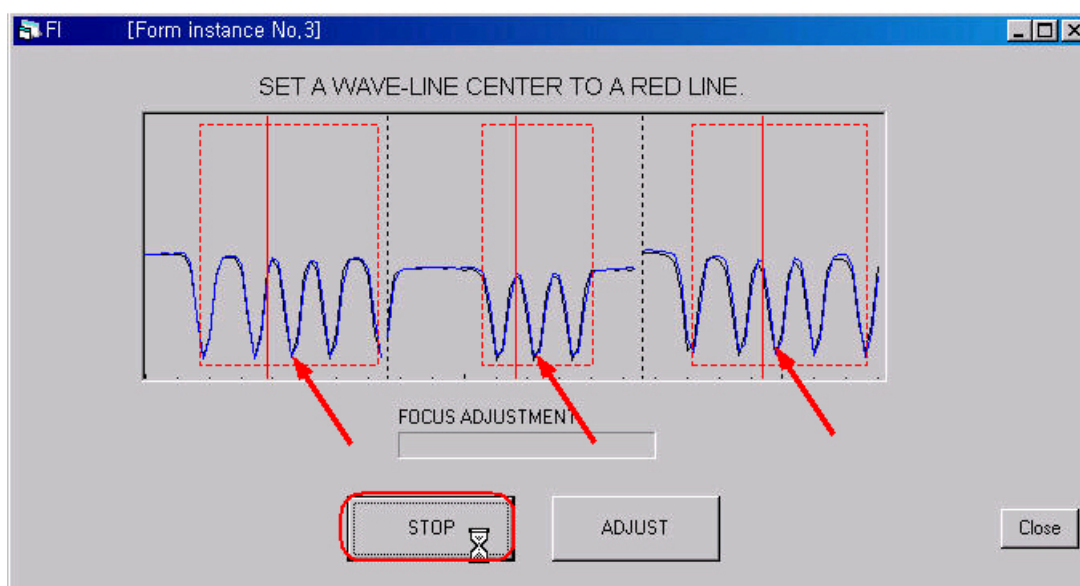 FI [Form instance No,3]
SET A WAVE-LINE CENTER TO A RED LINE.
FOCUS ADJUSTMENT
STOP
ADJUST
Close